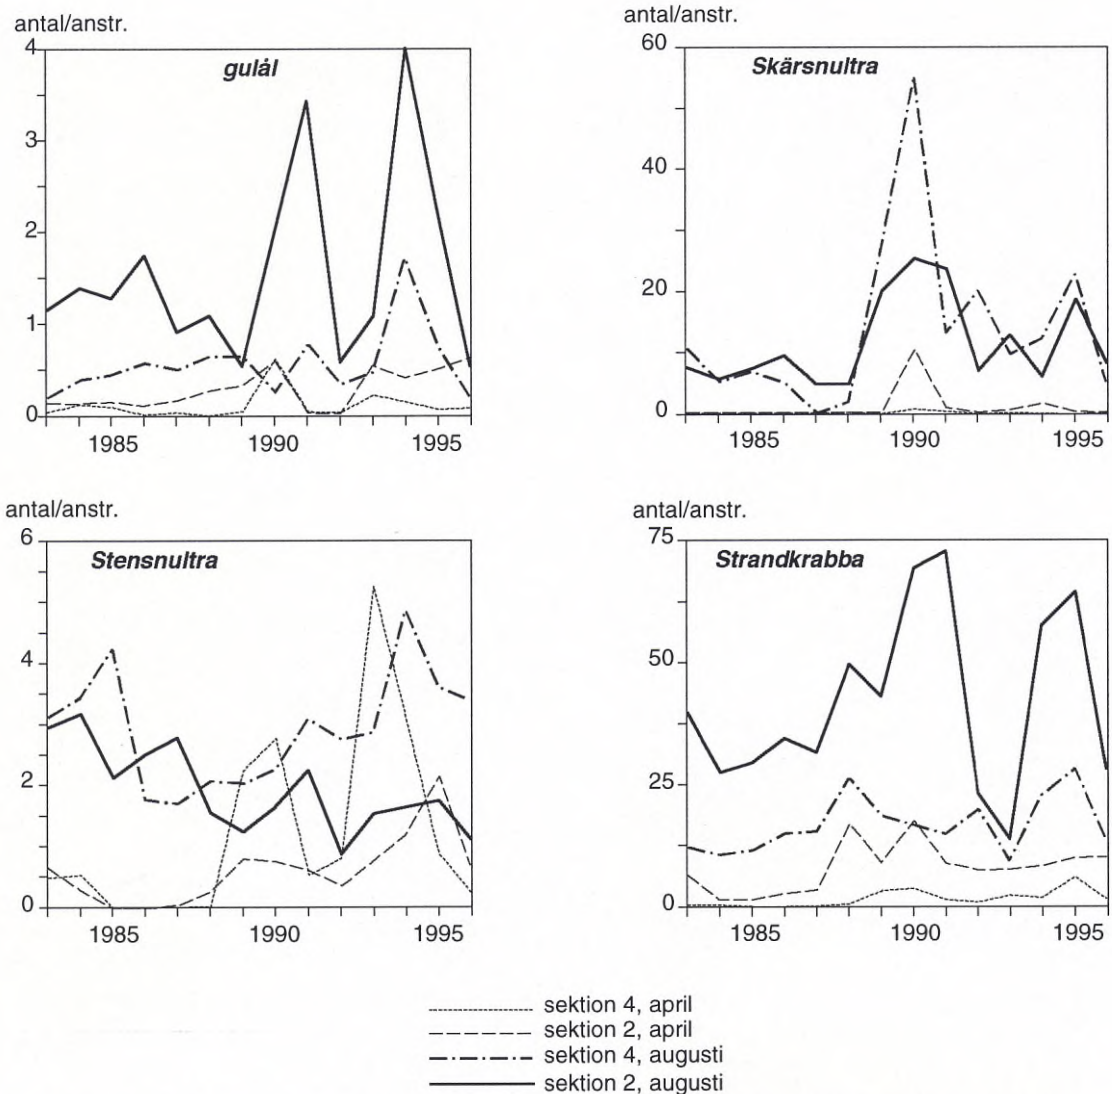 antal/anstr.
gulål
4
3
2
1
0
1985 1990 1995
antal/anstr.
Skärsnultra
60
40
20
0
1985 1990 1995
antal/anstr.
Stensnultra
6
4
2
0
1985 1990 1995
antal/anstr.
Strandkrabba
75
50
25
0
1985 1990 1995
sektion 4, april
sektion 2, april
sektion 4, augusti
sektion 2, augusti